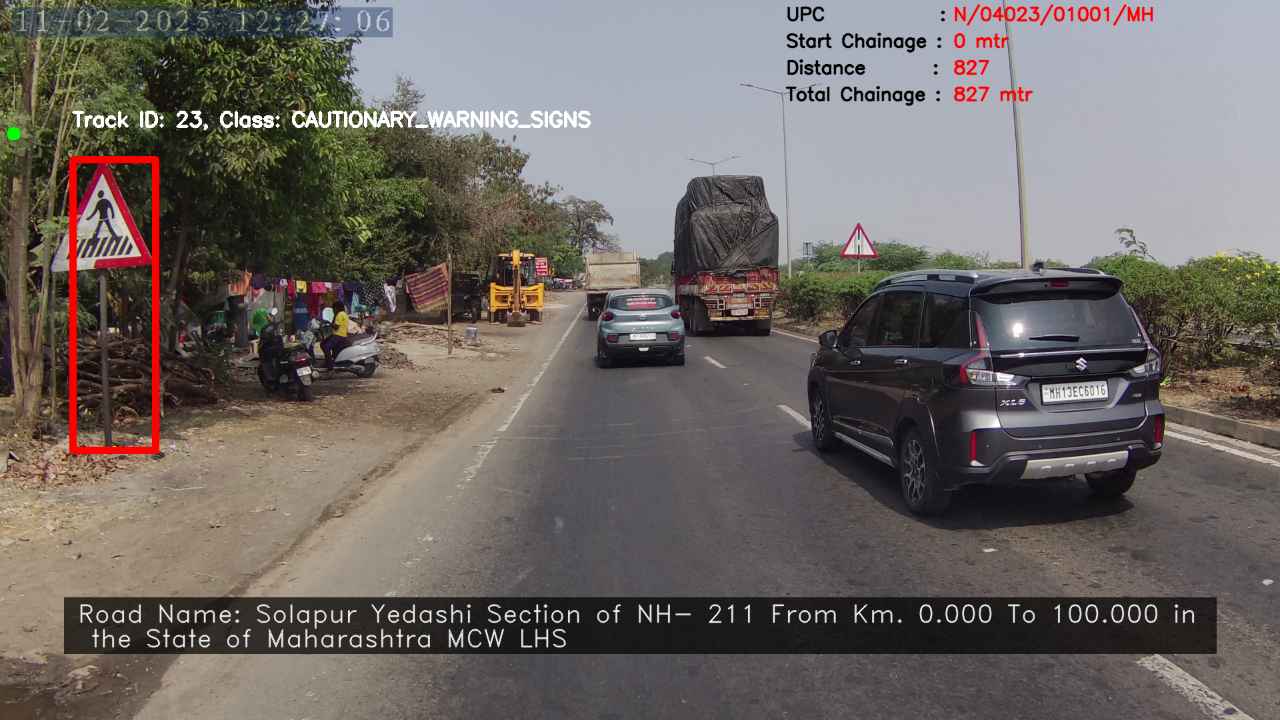 11-02-2025 12:27:06
UPC : N/04023/01001/MH
Start Chainage : 0 mtr
Distance : 827
Total Chainage : 827 mtr
Track ID: 23, Class: CAUTIONARY_WARNING_SIGNS
XL6
MH13EC6016
Road Name: Solapur Yedashi Section of NH- 211 From Km. 0.000 To 100.000 in
the State of Maharashtra MCW LHS